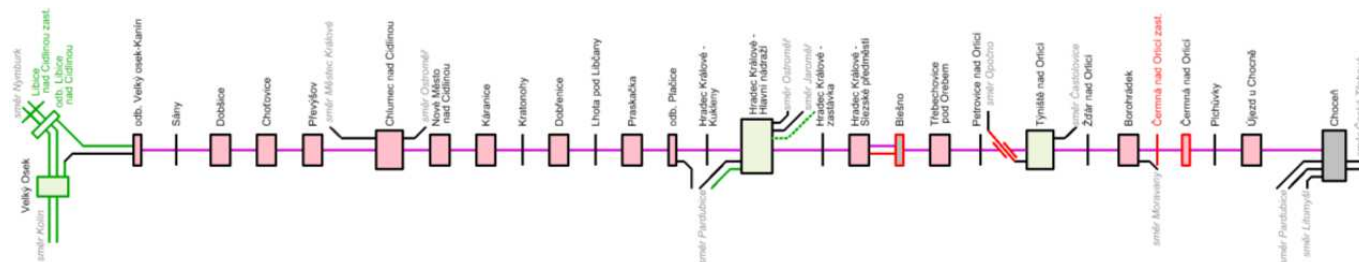 směr Nymburk
Libice
nad Cidlinou zast.
odb. Libice
nad Cidlinou
Velký Osek
směr Kolín
odb. Velký osek-Kanín
Sány
Dobšice
Choťovice
Převýšov
směr Městec Králové
Chlumec nad Cidlinou
směr Ostroměř
Nové Město
nad Cidlinou
Káranice
Kratonohy
Dobřenice
Lhota pod Libčany
Praskačka
odb. Plačice
Hradec Králové -
Kukleny
směr Pardubice
Hradec Králové -
Hlavní nádraží
směr Ostroměř
směr Jaroměř
Hradec Králové -
zastávka
Hradec Králové -
Slezské předměstí
Blešno
Třebechovice
pod Orebem
Petrovice nad Orlicí
směr Opočno
Týniště nad Orlicí
směr Častolovice
Žďár nad Orlicí
Borohrádek
směr Moravany
Čermná nad Orlicí zast.
Čermná nad Orlicí
Plchůvky
Újezd u Chocně
směr Pardubice
směr Litomyšl
Choceň